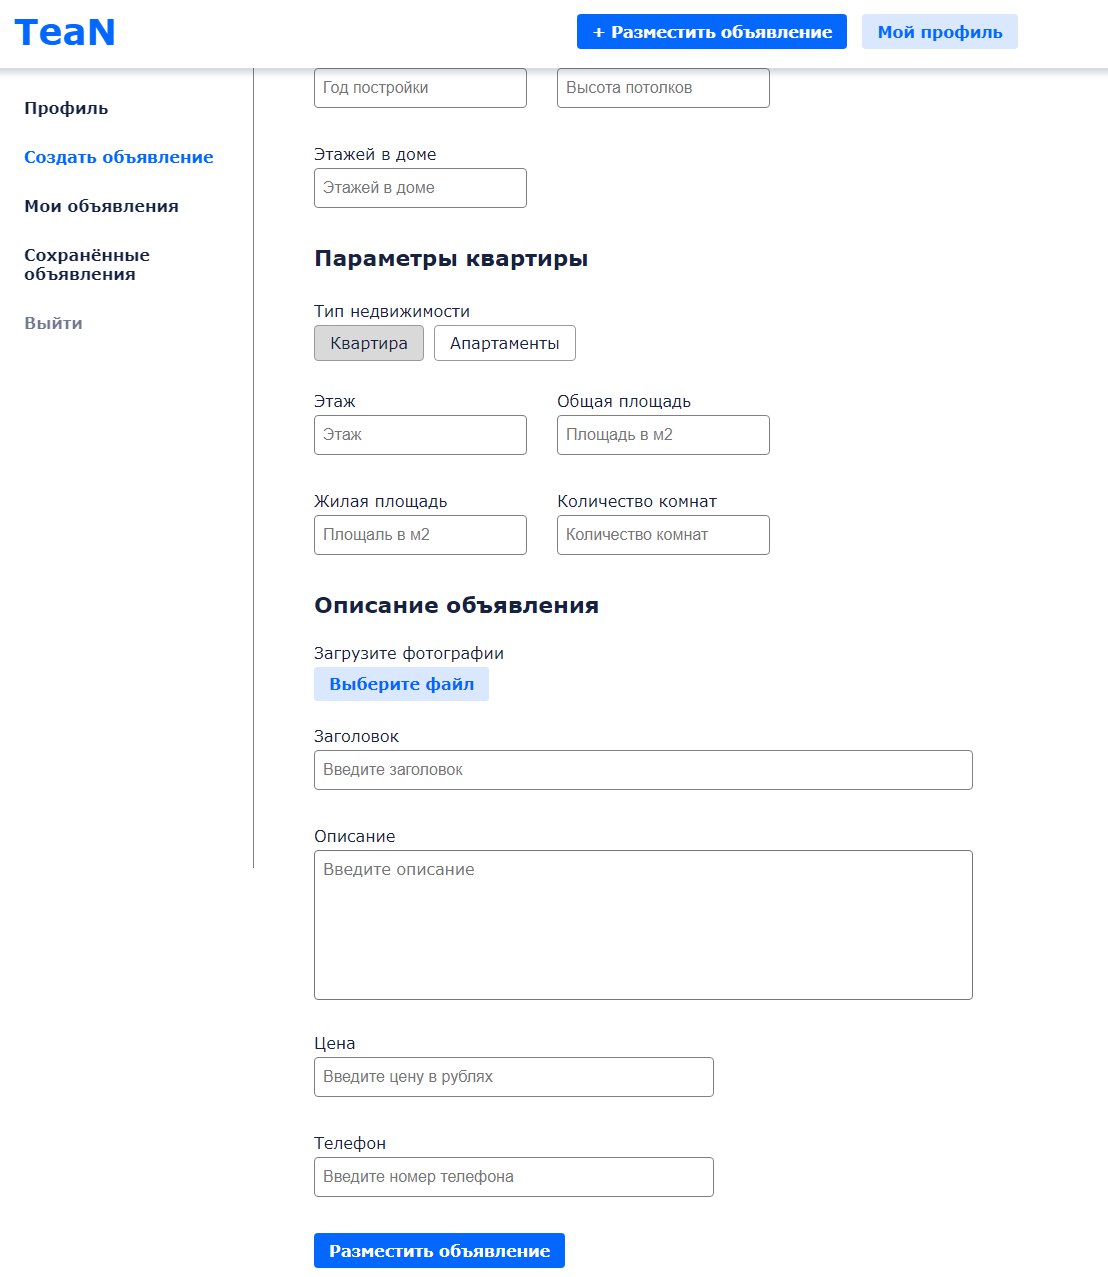 TeaN
+ Разместить объявление
Мой профиль
Профиль
Создать объявление
Мои объявления
Сохранённые
объявления
Выйти
Год постройки
Высота потолков
Этажей в доме
Этажей в доме
Параметры квартиры
Тип недвижимости
Квартира
Апартаменты
Этаж
Общая площадь
Этаж
Площадь в м2
Жилая площадь
Количество комнат
Площаль в м2
Количество комнат
Описание объявления
Загрузите фотографии
Выберите файл
Заголовок
Введите заголовок
Описание
Введите описание
Цена
Введите цену в рублях
Телефон
Введите номер телефона
Разместить объявление